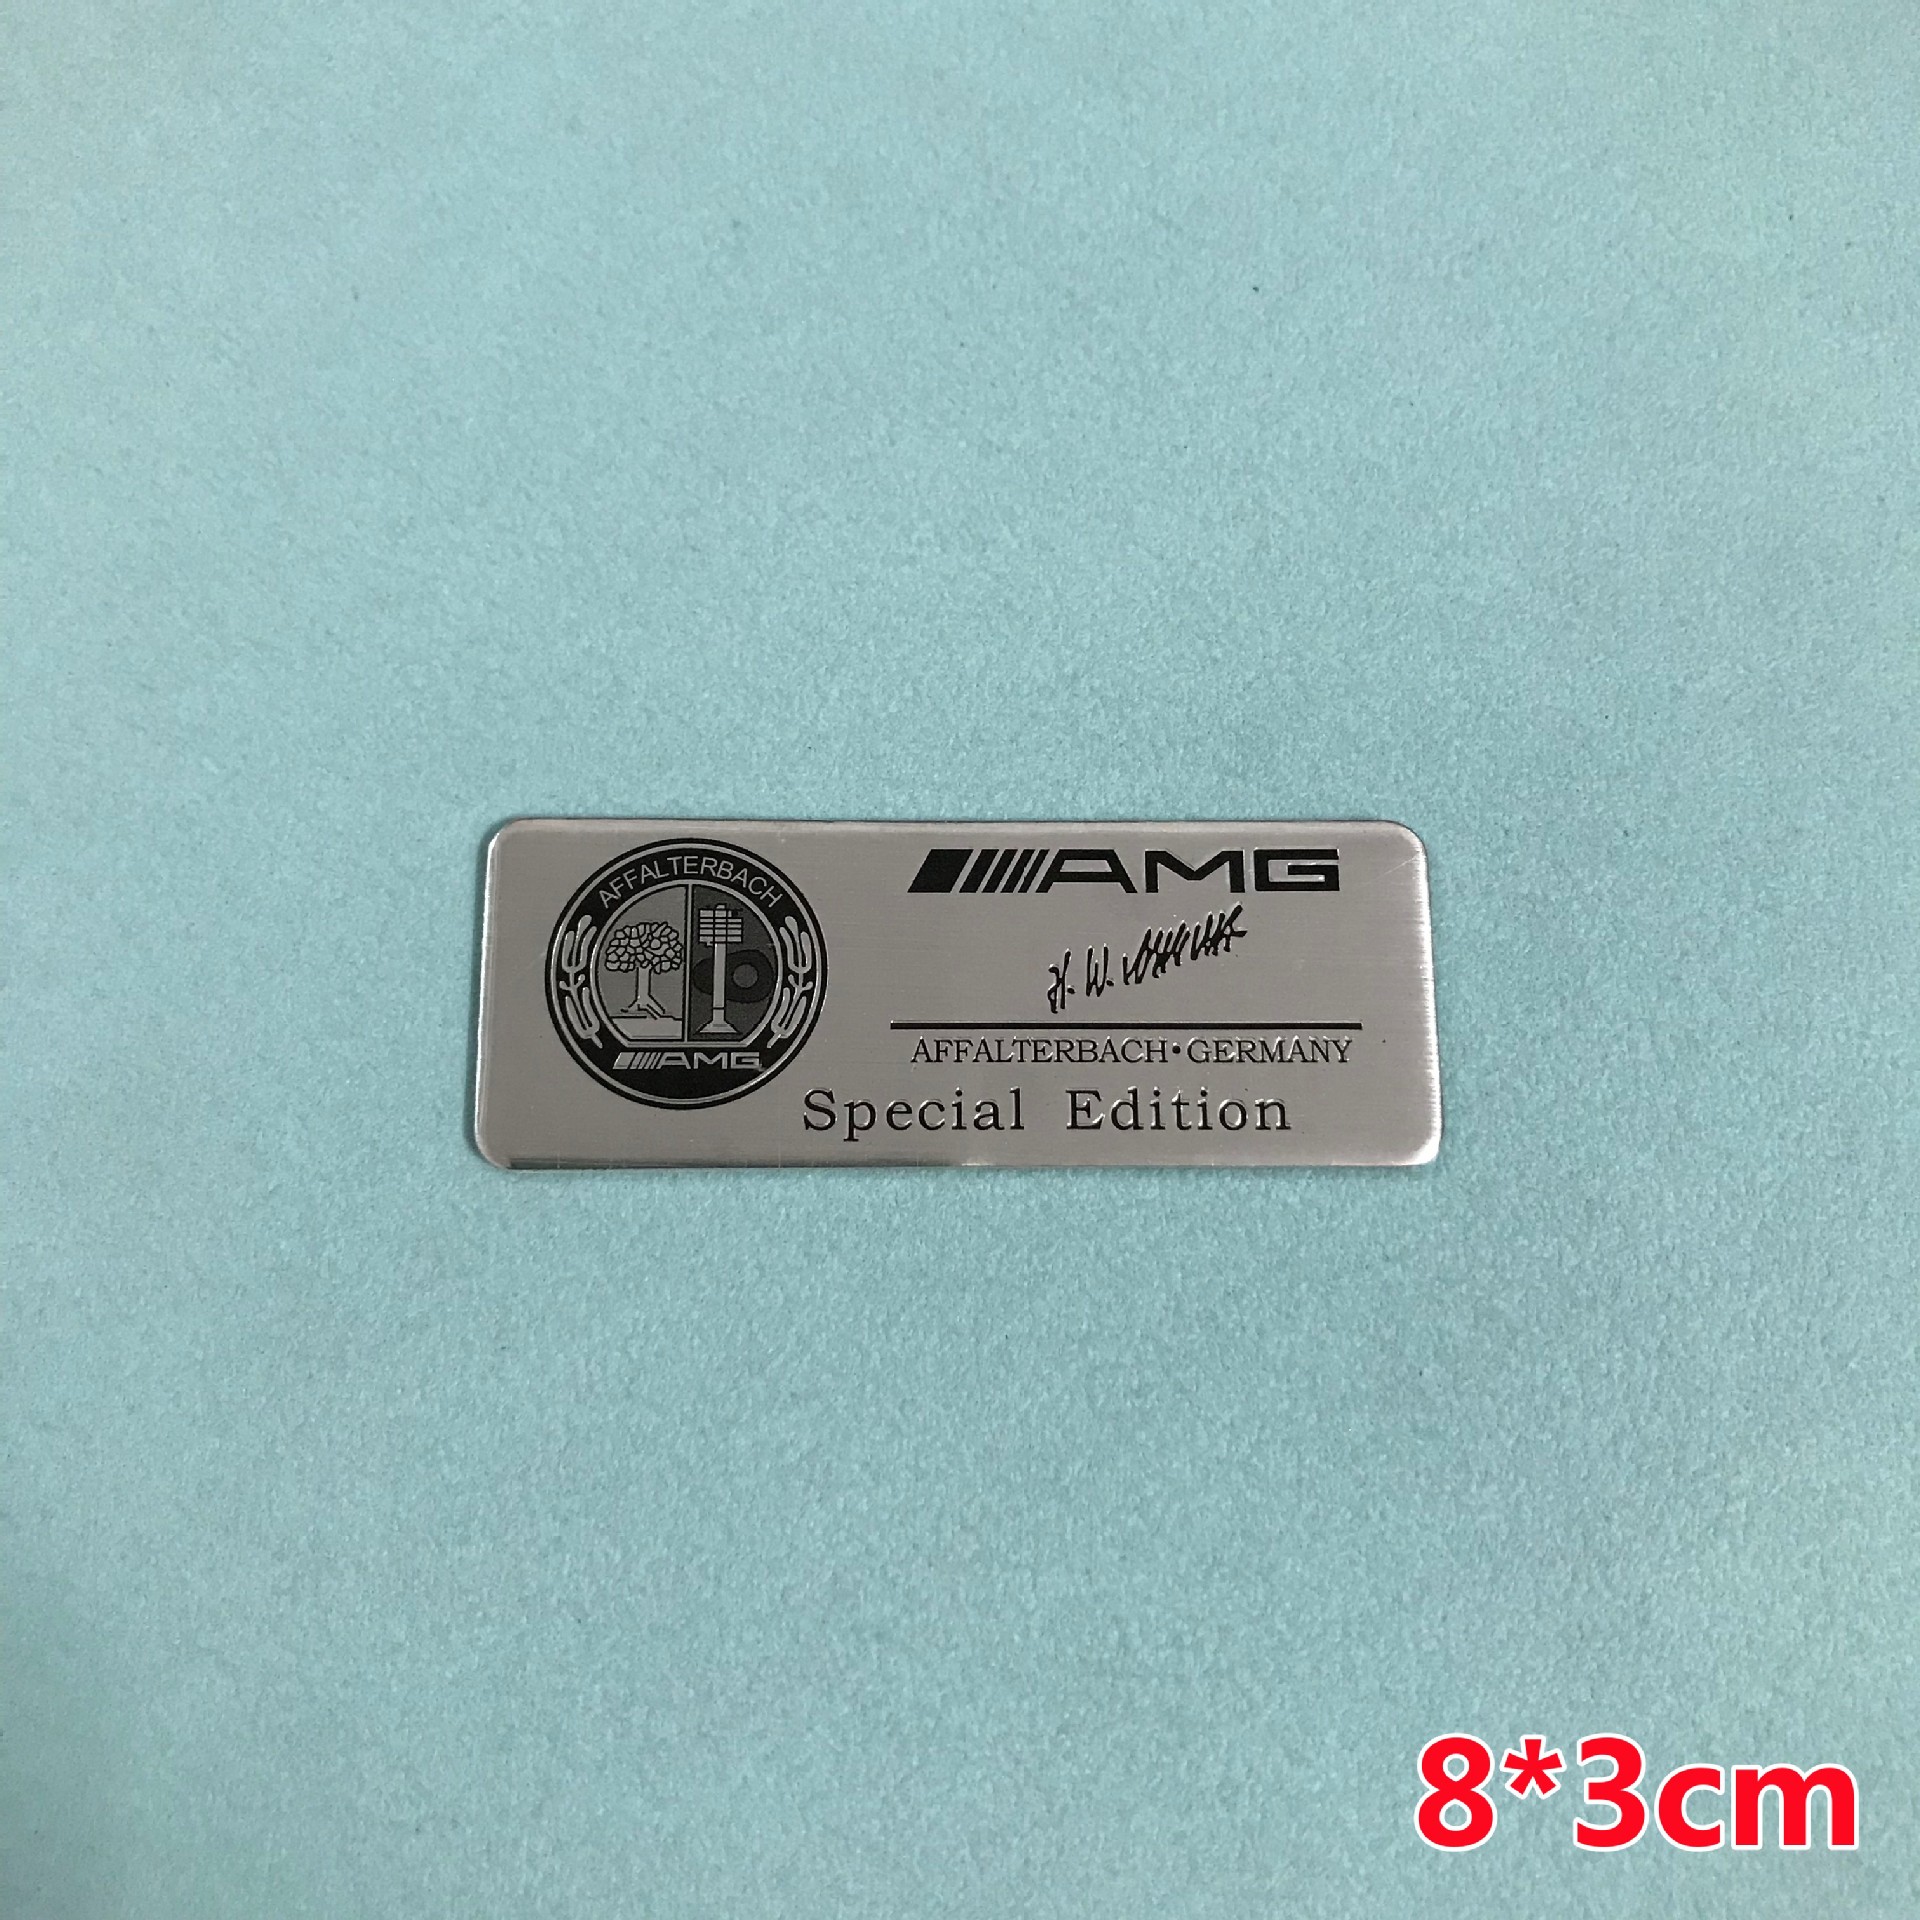 AFFALTERBACH
AMG
AMG
H. W.
AFFALTERBACH•GERMANY
Special Edition
8*3cm